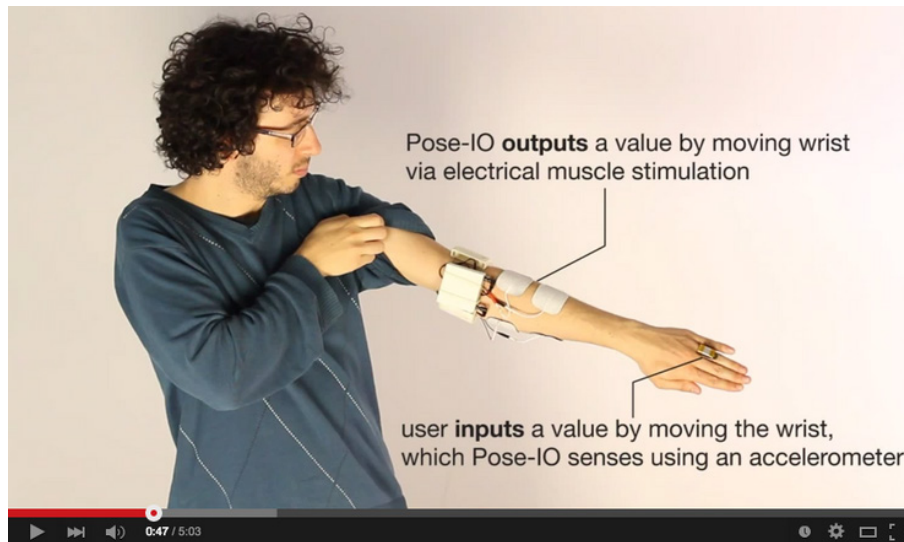 Pose-IO outputs a value by moving wrist
via electrical muscle stimulation
user inputs a value by moving the wrist,
which Pose-IO senses using an accelerometer
0:47 / 5:03